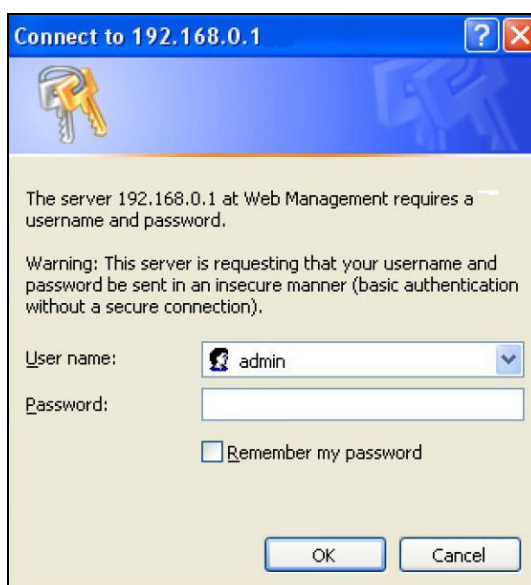 Connect to 192.168.0.1
The server 192.168.0.1 at Web Management requires a
username and password.
Warning: This server is requesting that your username and
password be sent in an insecure manner (basic authentication
without a secure connection).
User name:
admin
Password:
Remember my password
OK
Cancel